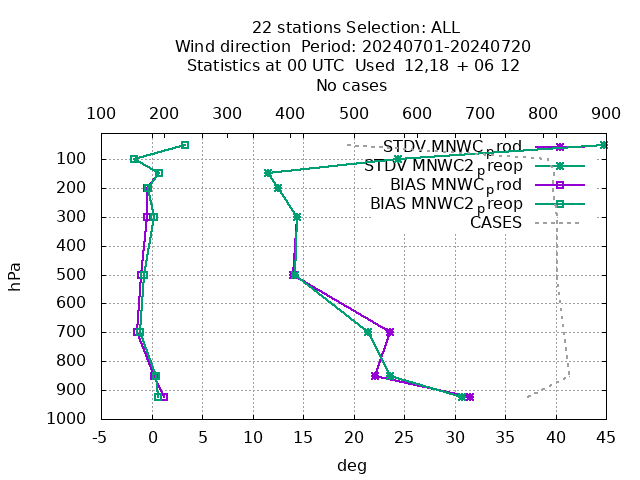 22 stations Selection: ALL
Wind direction  Period: 20240701-20240720
Statistics at 00 UTC  Used  12,18 + 06 12
No cases
100 200 300 400 500 600 700 800 900
STDV MNWC_prod
STDV MNWC2_preop
BIAS MNWC_prod
BIAS MNWC2_preop
CASES
100
200
300
400
500
600
700
800
900
1000
hPa
-5 0 5 10 15 20 25 30 35 40 45
deg